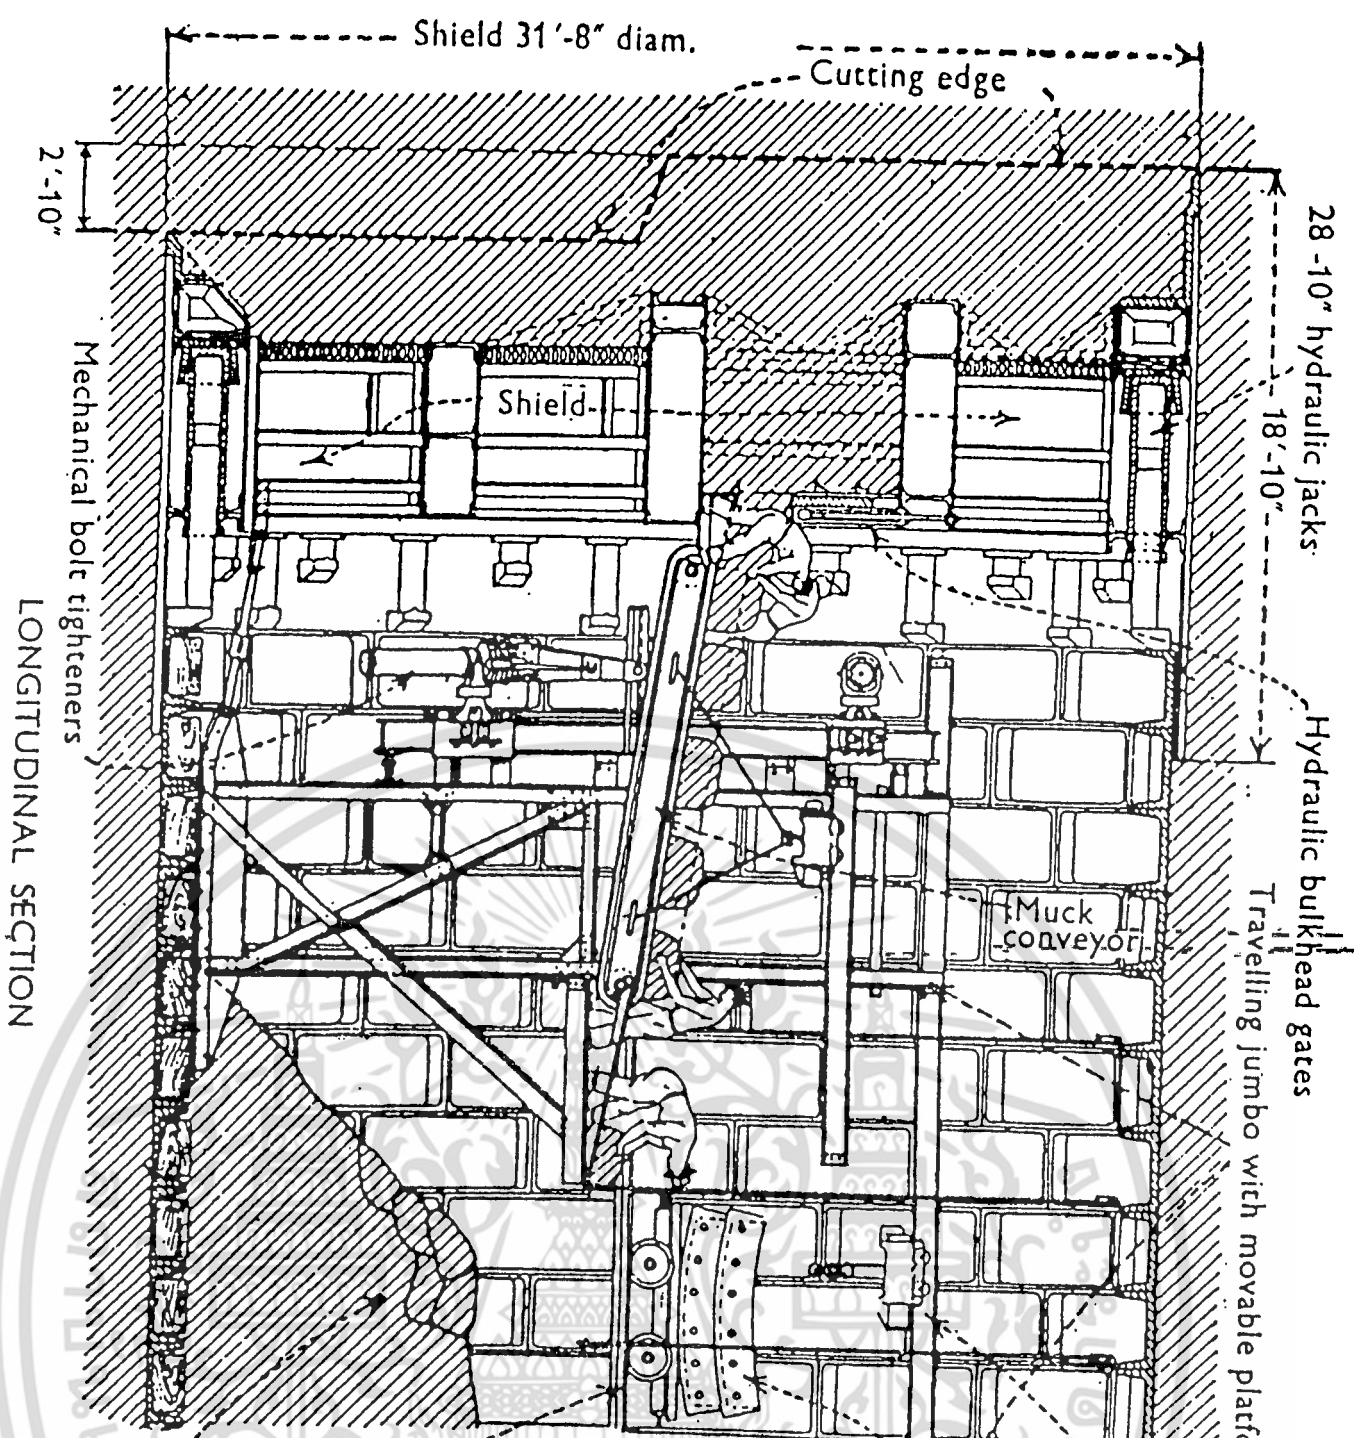 Shield 31'-8" diam.
Cutting edge
2'-10"
28 -10" hydraulic jacks
18'-10"
Shield
Mechanical bolt tighteners
Hydraulic bulkhead gates
Muck
conveyor
Travelling jumbo with movable
LONGITUDINAL SECTION